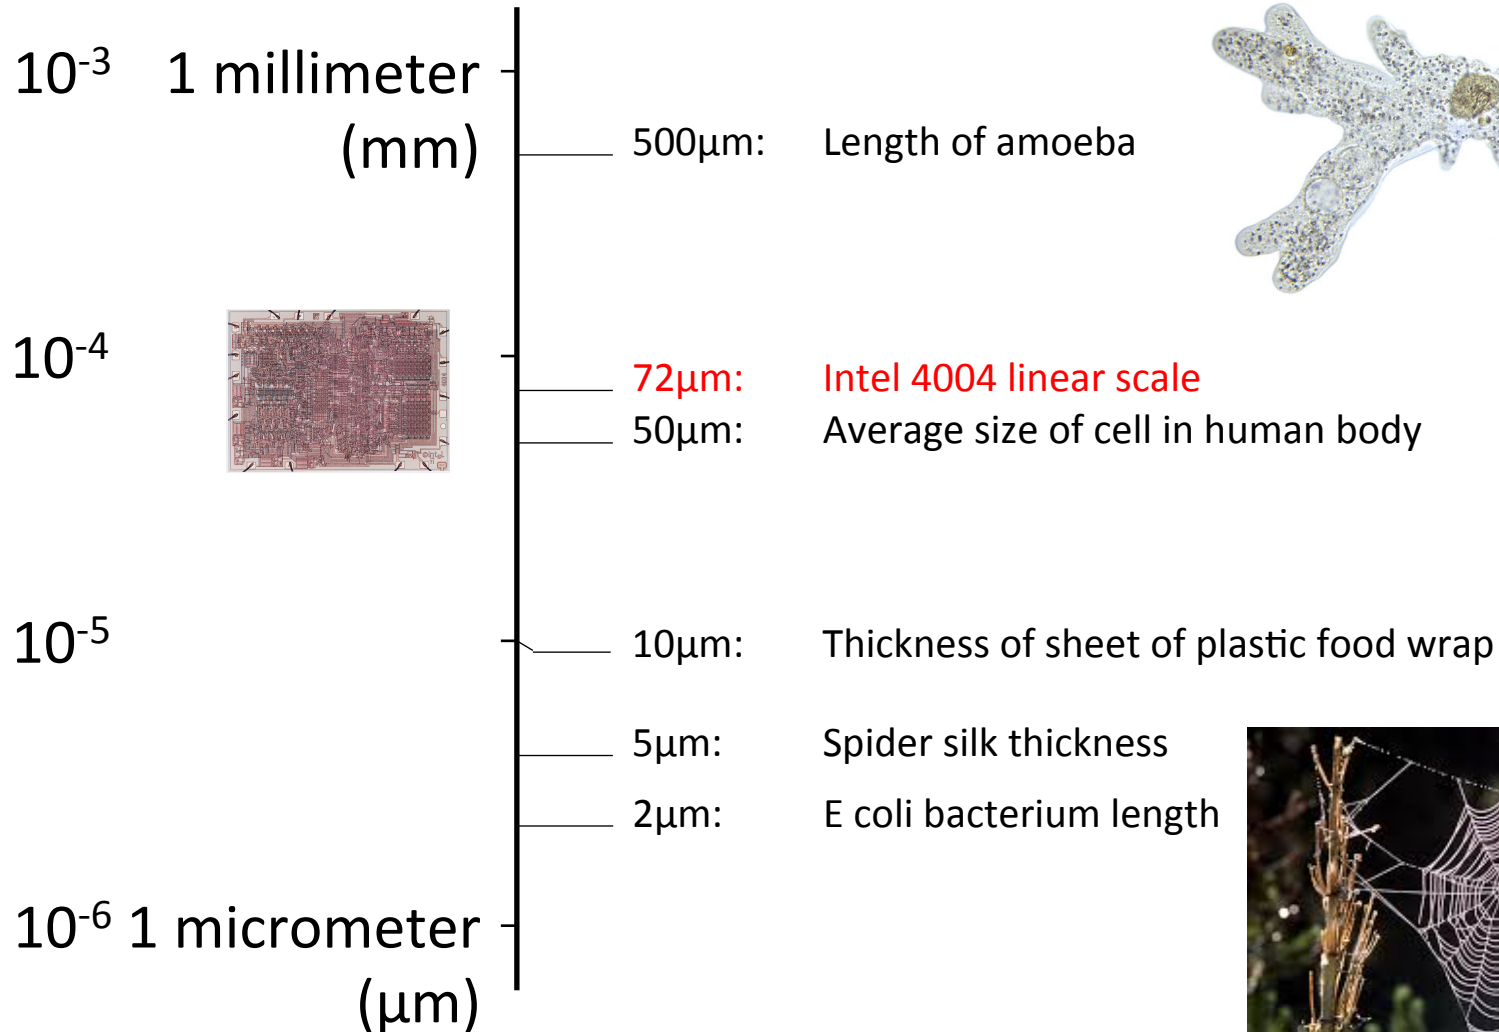 10⁻³ 1 millimeter
(mm)
500µm: Length of amoeba
10⁻⁴
72µm: Intel 4004 linear scale
50µm: Average size of cell in human body
10⁻⁵
10µm: Thickness of sheet of plastic food wrap
5µm: Spider silk thickness
2µm: E coli bacterium length
10⁻⁶ 1 micrometer
(µm)